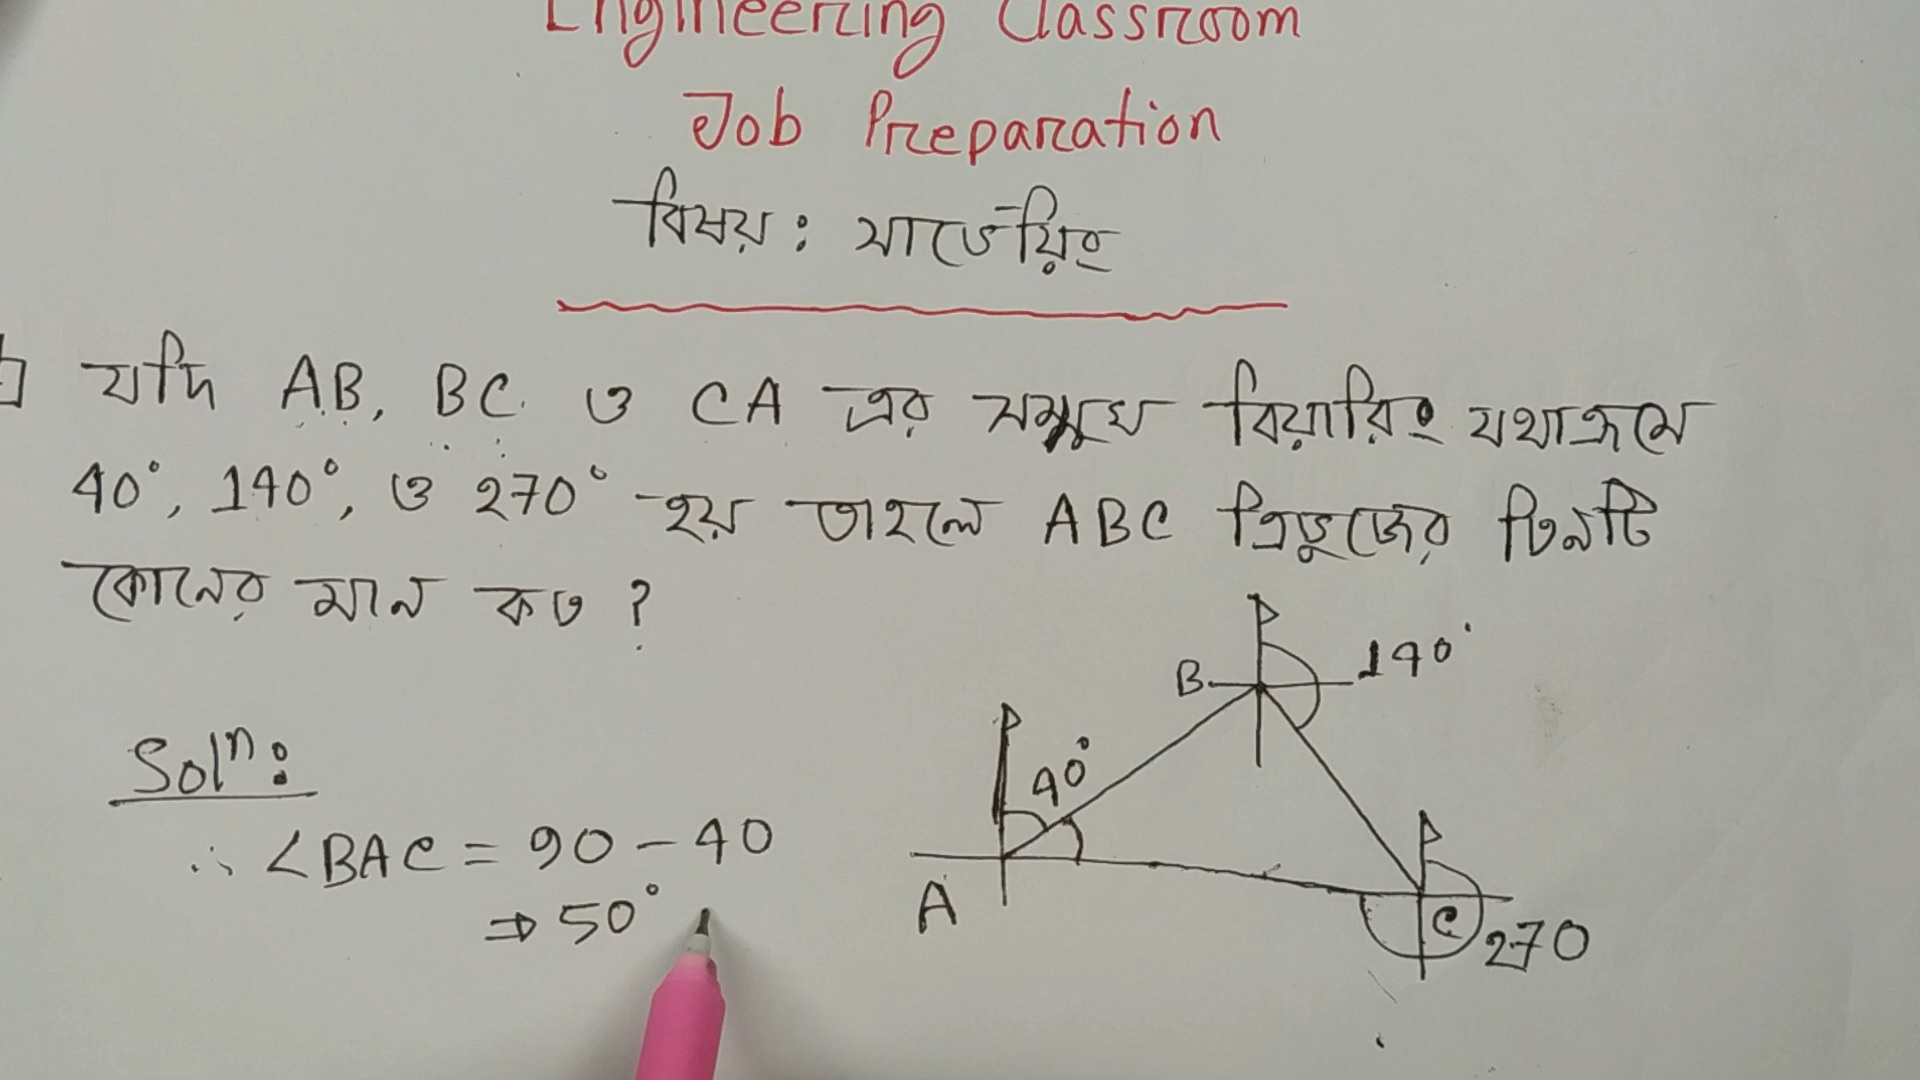 Engineering Classroom
Job Preparation
বিষয়: সার্ভেয়িং
যদি AB, BC ও CA এর সম্মুখ বিয়ারিং যথাক্রমে
40°, 140°, ও 270° হয় তাহলে ABC ত্রিভুজের তিনটি
কোনের মান কত ?
B
140°
Solⁿ:
40°
∴ ∠BAC = 90 - 40
⇒ 50°
A
C
270